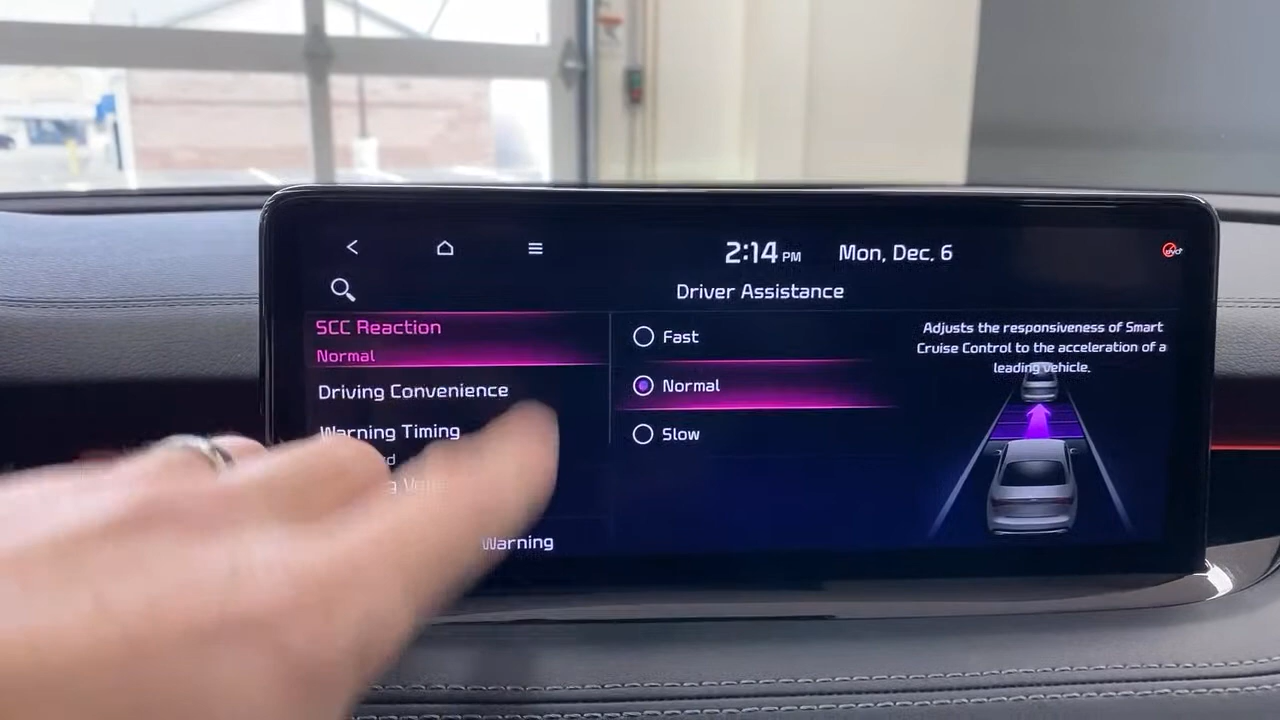 2:14 PM Mon, Dec. 6
Driver Assistance
SCC Reaction
Normal
Driving Convenience
Warning Timing
Warning
Fast
Normal
Slow
Adjusts the responsiveness of Smart
Cruise Control to the acceleration of a
leading vehicle.